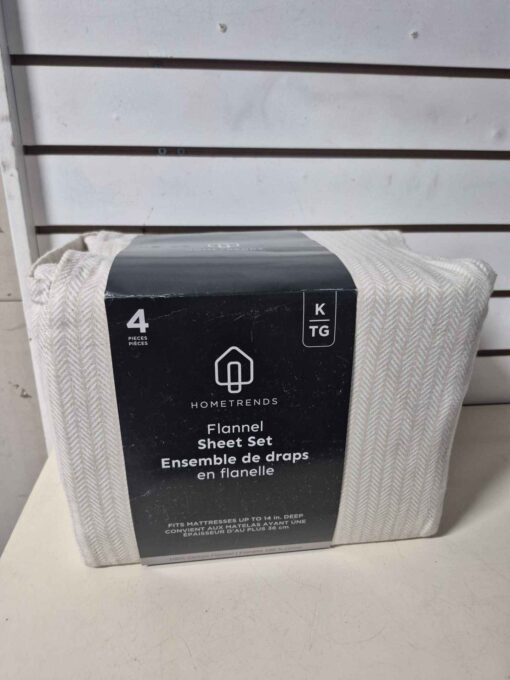 HOMETRENDS
4
PIECES
PIÈCES
K
TG
HOMETRENDS
Flannel
Sheet Set
Ensemble de draps
en flanelle
FITS MATTRESSES UP TO 14 in. DEEP
CONVIENT AUX MATELAS AYANT UNE
ÉPAISSEUR D'AU PLUS 36 cm